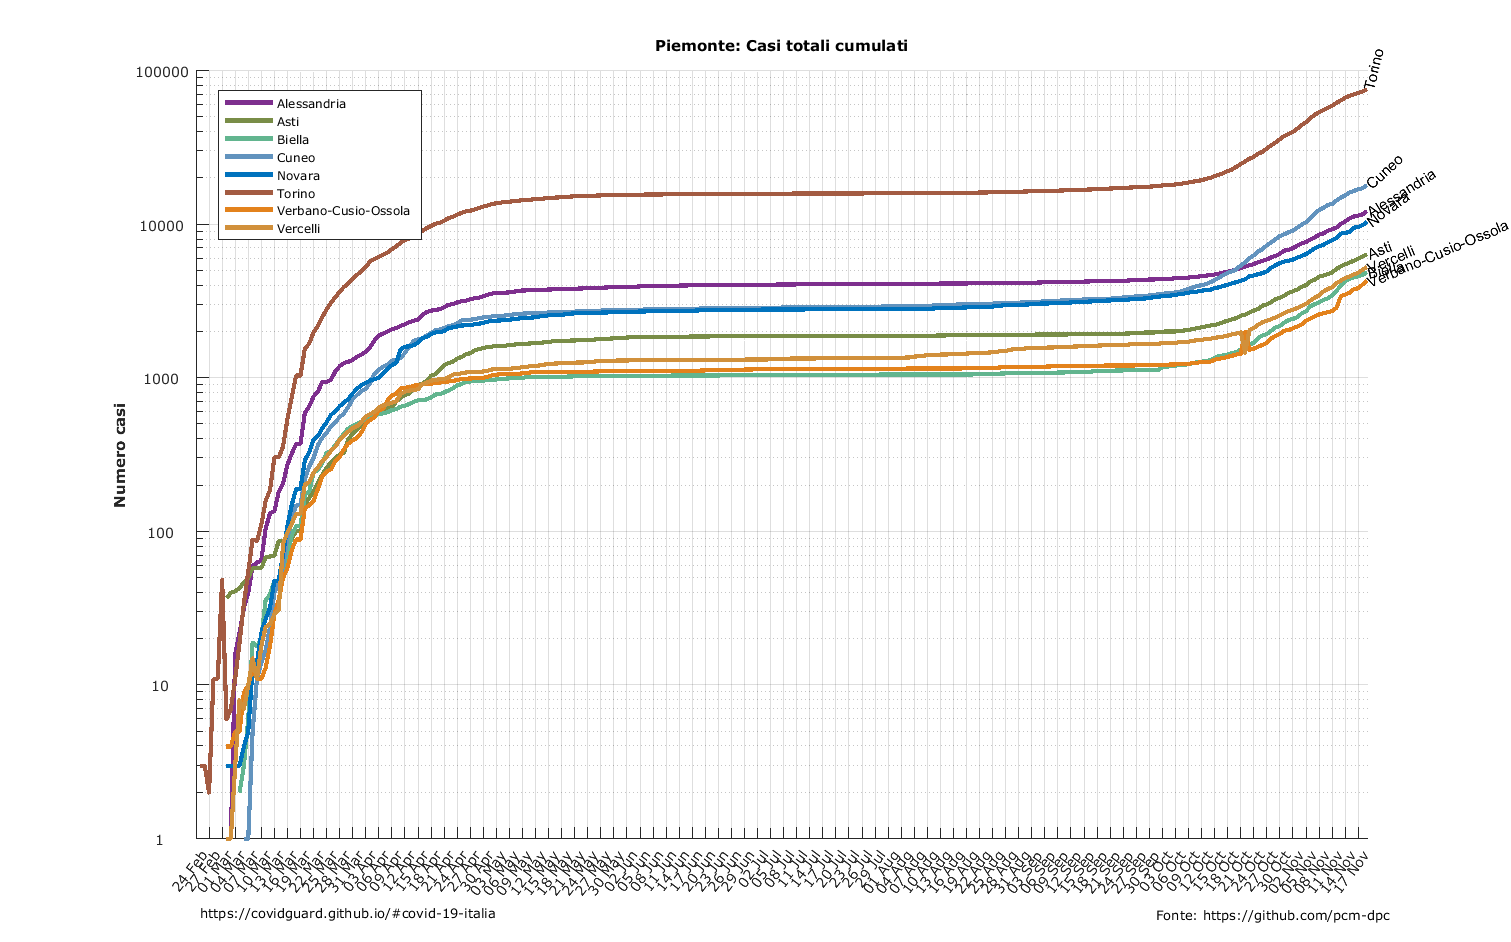 Piemonte: Casi totali cumulati
100000
10000
1000
100
10
1
Numero casi
Alessandria
Asti
Biella
Cuneo
Novara
Torino
Verbano-Cusio-Ossola
Vercelli
Torino
Cuneo
Alessandria
Novara
Asti
Vercelli
Biella
Verbano-Cusio-Ossola
24 Feb
27 Feb
01 Mar
04 Mar
07 Mar
10 Mar
13 Mar
16 Mar
19 Mar
22 Mar
25 Mar
28 Mar
31 Mar
03 Apr
06 Apr
09 Apr
12 Apr
15 Apr
18 Apr
21 Apr
24 Apr
27 Apr
30 Apr
03 May
06 May
09 May
12 May
15 May
18 May
21 May
24 May
27 May
30 May
02 Jun
05 Jun
08 Jun
11 Jun
14 Jun
17 Jun
20 Jun
23 Jun
26 Jun
29 Jun
02 Jul
05 Jul
08 Jul
11 Jul
14 Jul
17 Jul
20 Jul
23 Jul
26 Jul
29 Jul
01 Aug
04 Aug
07 Aug
10 Aug
13 Aug
16 Aug
19 Aug
22 Aug
25 Aug
28 Aug
31 Aug
03 Sep
06 Sep
09 Sep
12 Sep
15 Sep
18 Sep
21 Sep
24 Sep
27 Sep
30 Sep
03 Oct
06 Oct
09 Oct
12 Oct
15 Oct
18 Oct
21 Oct
24 Oct
27 Oct
30 Oct
02 Nov
05 Nov
08 Nov
11 Nov
14 Nov
17 Nov
https://covidguard.github.io/#covid-19-italia
Fonte: https://github.com/pcm-dpc